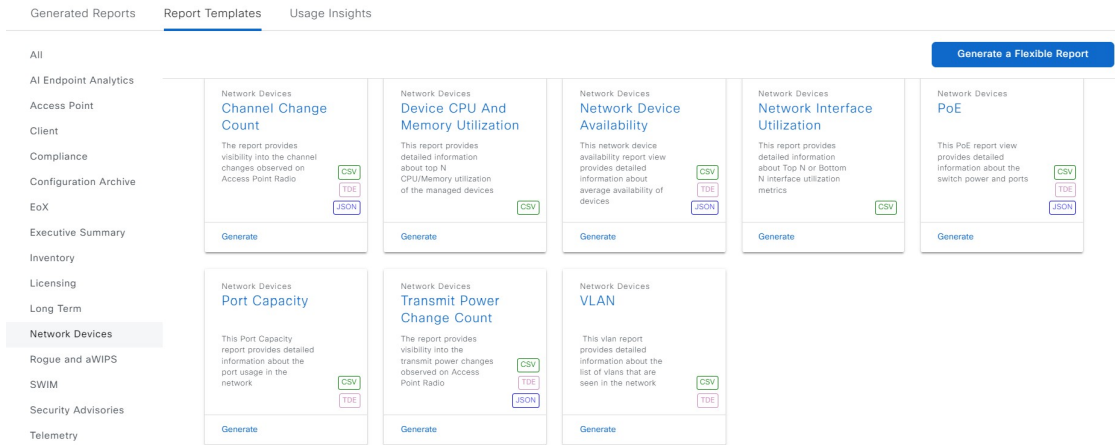 Generated Reports
Report Templates
Usage Insights
Generate a Flexible Report
All
AI Endpoint Analytics
Access Point
Client
Compliance
Configuration Archive
EoX
Executive Summary
Inventory
Licensing
Long Term
Network Devices
Rogue and aWIPS
SWIM
Security Advisories
Telemetry
Network Devices
Channel Change
Count
The report provides
visibility into the channel
changes observed on
Access Point Radio
CSV
TDE
JSON
Generate
Network Devices
Device CPU And
Memory Utilization
This report provides
detailed information
about top N
CPU/Memory utilization
of the managed devices
CSV
Generate
Network Devices
Network Device
Availability
This network device
availability report view
provides detailed
information about
average availability of
devices
CSV
TDE
JSON
Generate
Network Devices
Network Interface
Utilization
This report provides
detailed information
about Top N or Bottom
N interface utilization
metrics
CSV
Generate
Network Devices
PoE
This PoE report view
provides detailed
information about the
switch power and ports
CSV
TDE
JSON
Generate
Network Devices
Port Capacity
This Port Capacity
report provides detailed
information about the
port usage in the
network
CSV
TDE
Generate
Network Devices
Transmit Power
Change Count
The report provides
visibility into the
transmit power changes
observed on Access
Point Radio
CSV
TDE
JSON
Generate
Network Devices
VLAN
This vlan report
provides detailed
information about the
list of vlans that are
seen in the network
CSV
TDE
Generate